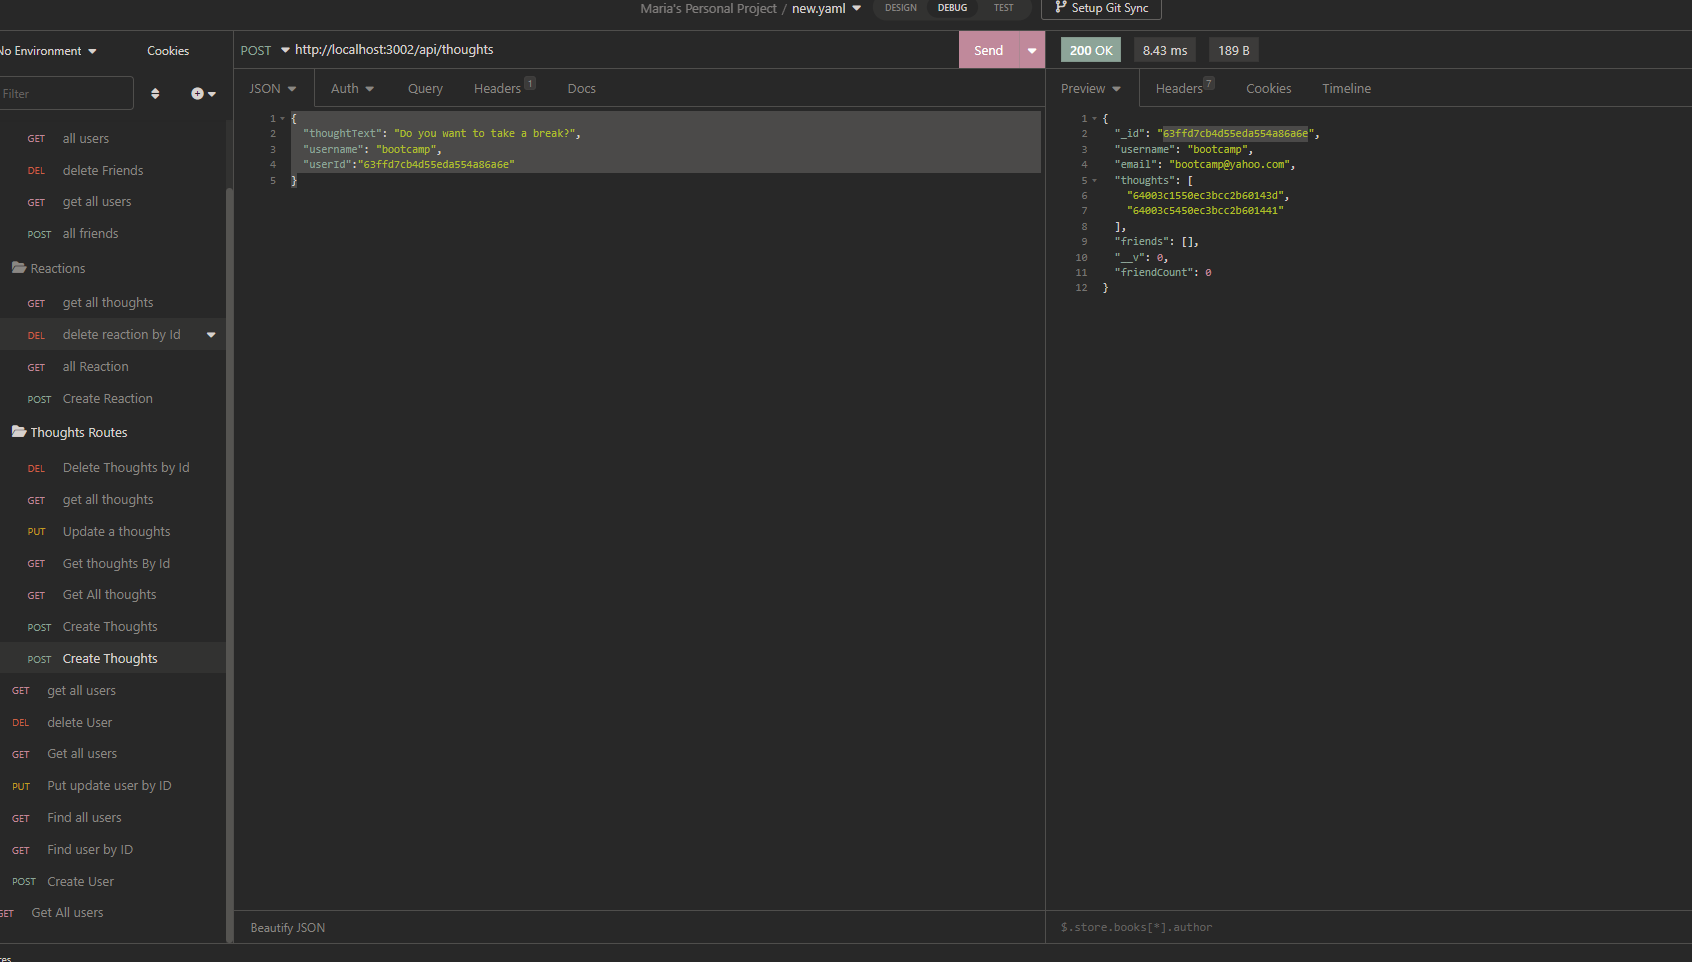 Maria's Personal Project / new.yaml
DESIGN DEBUG TEST
Setup Git Sync
No Environment
Cookies
Filter
GET all users
DEL delete Friends
GET get all users
POST all friends
Reactions
GET get all thoughts
DEL delete reaction by Id
GET all Reaction
POST Create Reaction
Thoughts Routes
DEL Delete Thoughts by Id
GET get all thoughts
PUT Update a thoughts
GET Get thoughts By Id
GET Get All thoughts
POST Create Thoughts
POST Create Thoughts
GET get all users
DEL delete User
GET Get all users
PUT Put update user by ID
GET Find all users
GET Find user by ID
POST Create User
GET Get All users
POST http://localhost:3002/api/thoughts
Send
JSON Auth Query Headers 1 Docs
1 {
2 "thoughtText": "Do you want to take a break?",
3 "username": "bootcamp",
4 "userId":"63ffd7cb4d55eda554a86a6e"
5 }
Beautify JSON
200 OK 8.43 ms 189 B
Preview Headers 7 Cookies Timeline
1 {
2 "_id": "63ffd7cb4d55eda554a86a6e",
3 "username": "bootcamp",
4 "email": "bootcamp@yahoo.com",
5 "thoughts": [
6 "64003c1550ec3bcc2b60143d",
7 "64003c5450ec3bcc2b601441"
8 ],
9 "friends": [],
10 "__v": 0,
11 "friendCount": 0
12 }
$.store.books[*].author